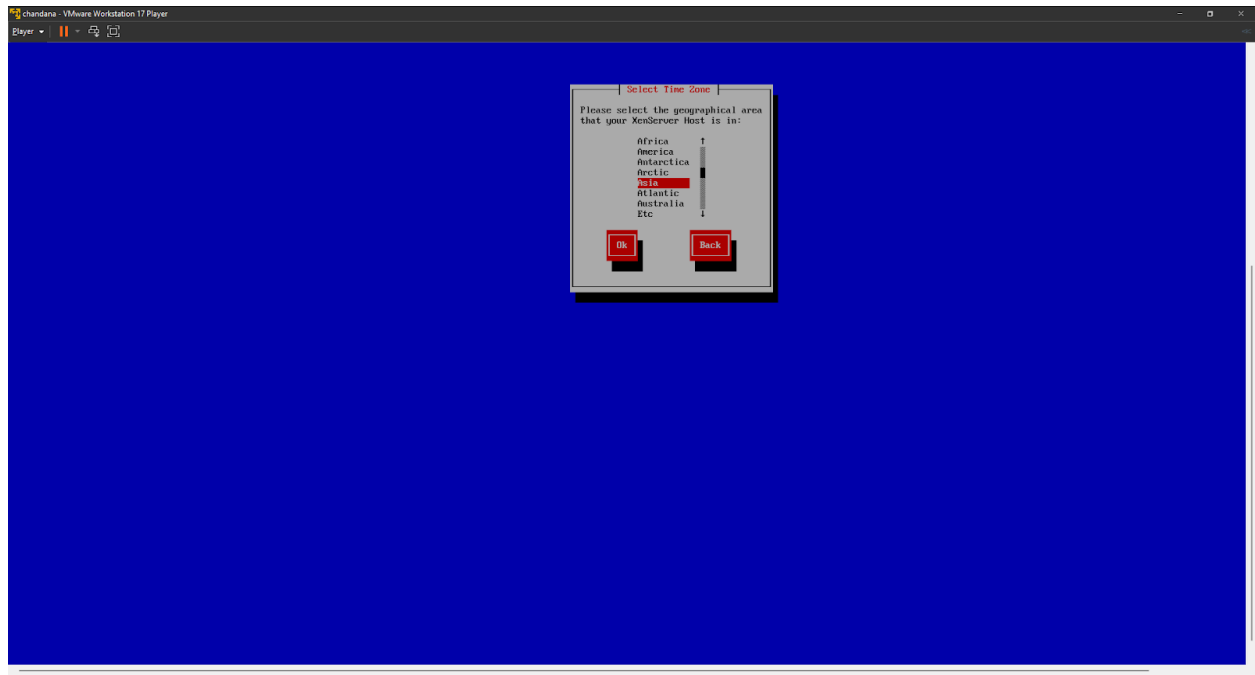 chandana - VMware Workstation 17 Player
Player
Select Time Zone
Please select the geographical area
that your XenServer Host is in:
Africa
America
Antarctica
Arctic
Asia
Atlantic
Australia
Etc
Ok Back